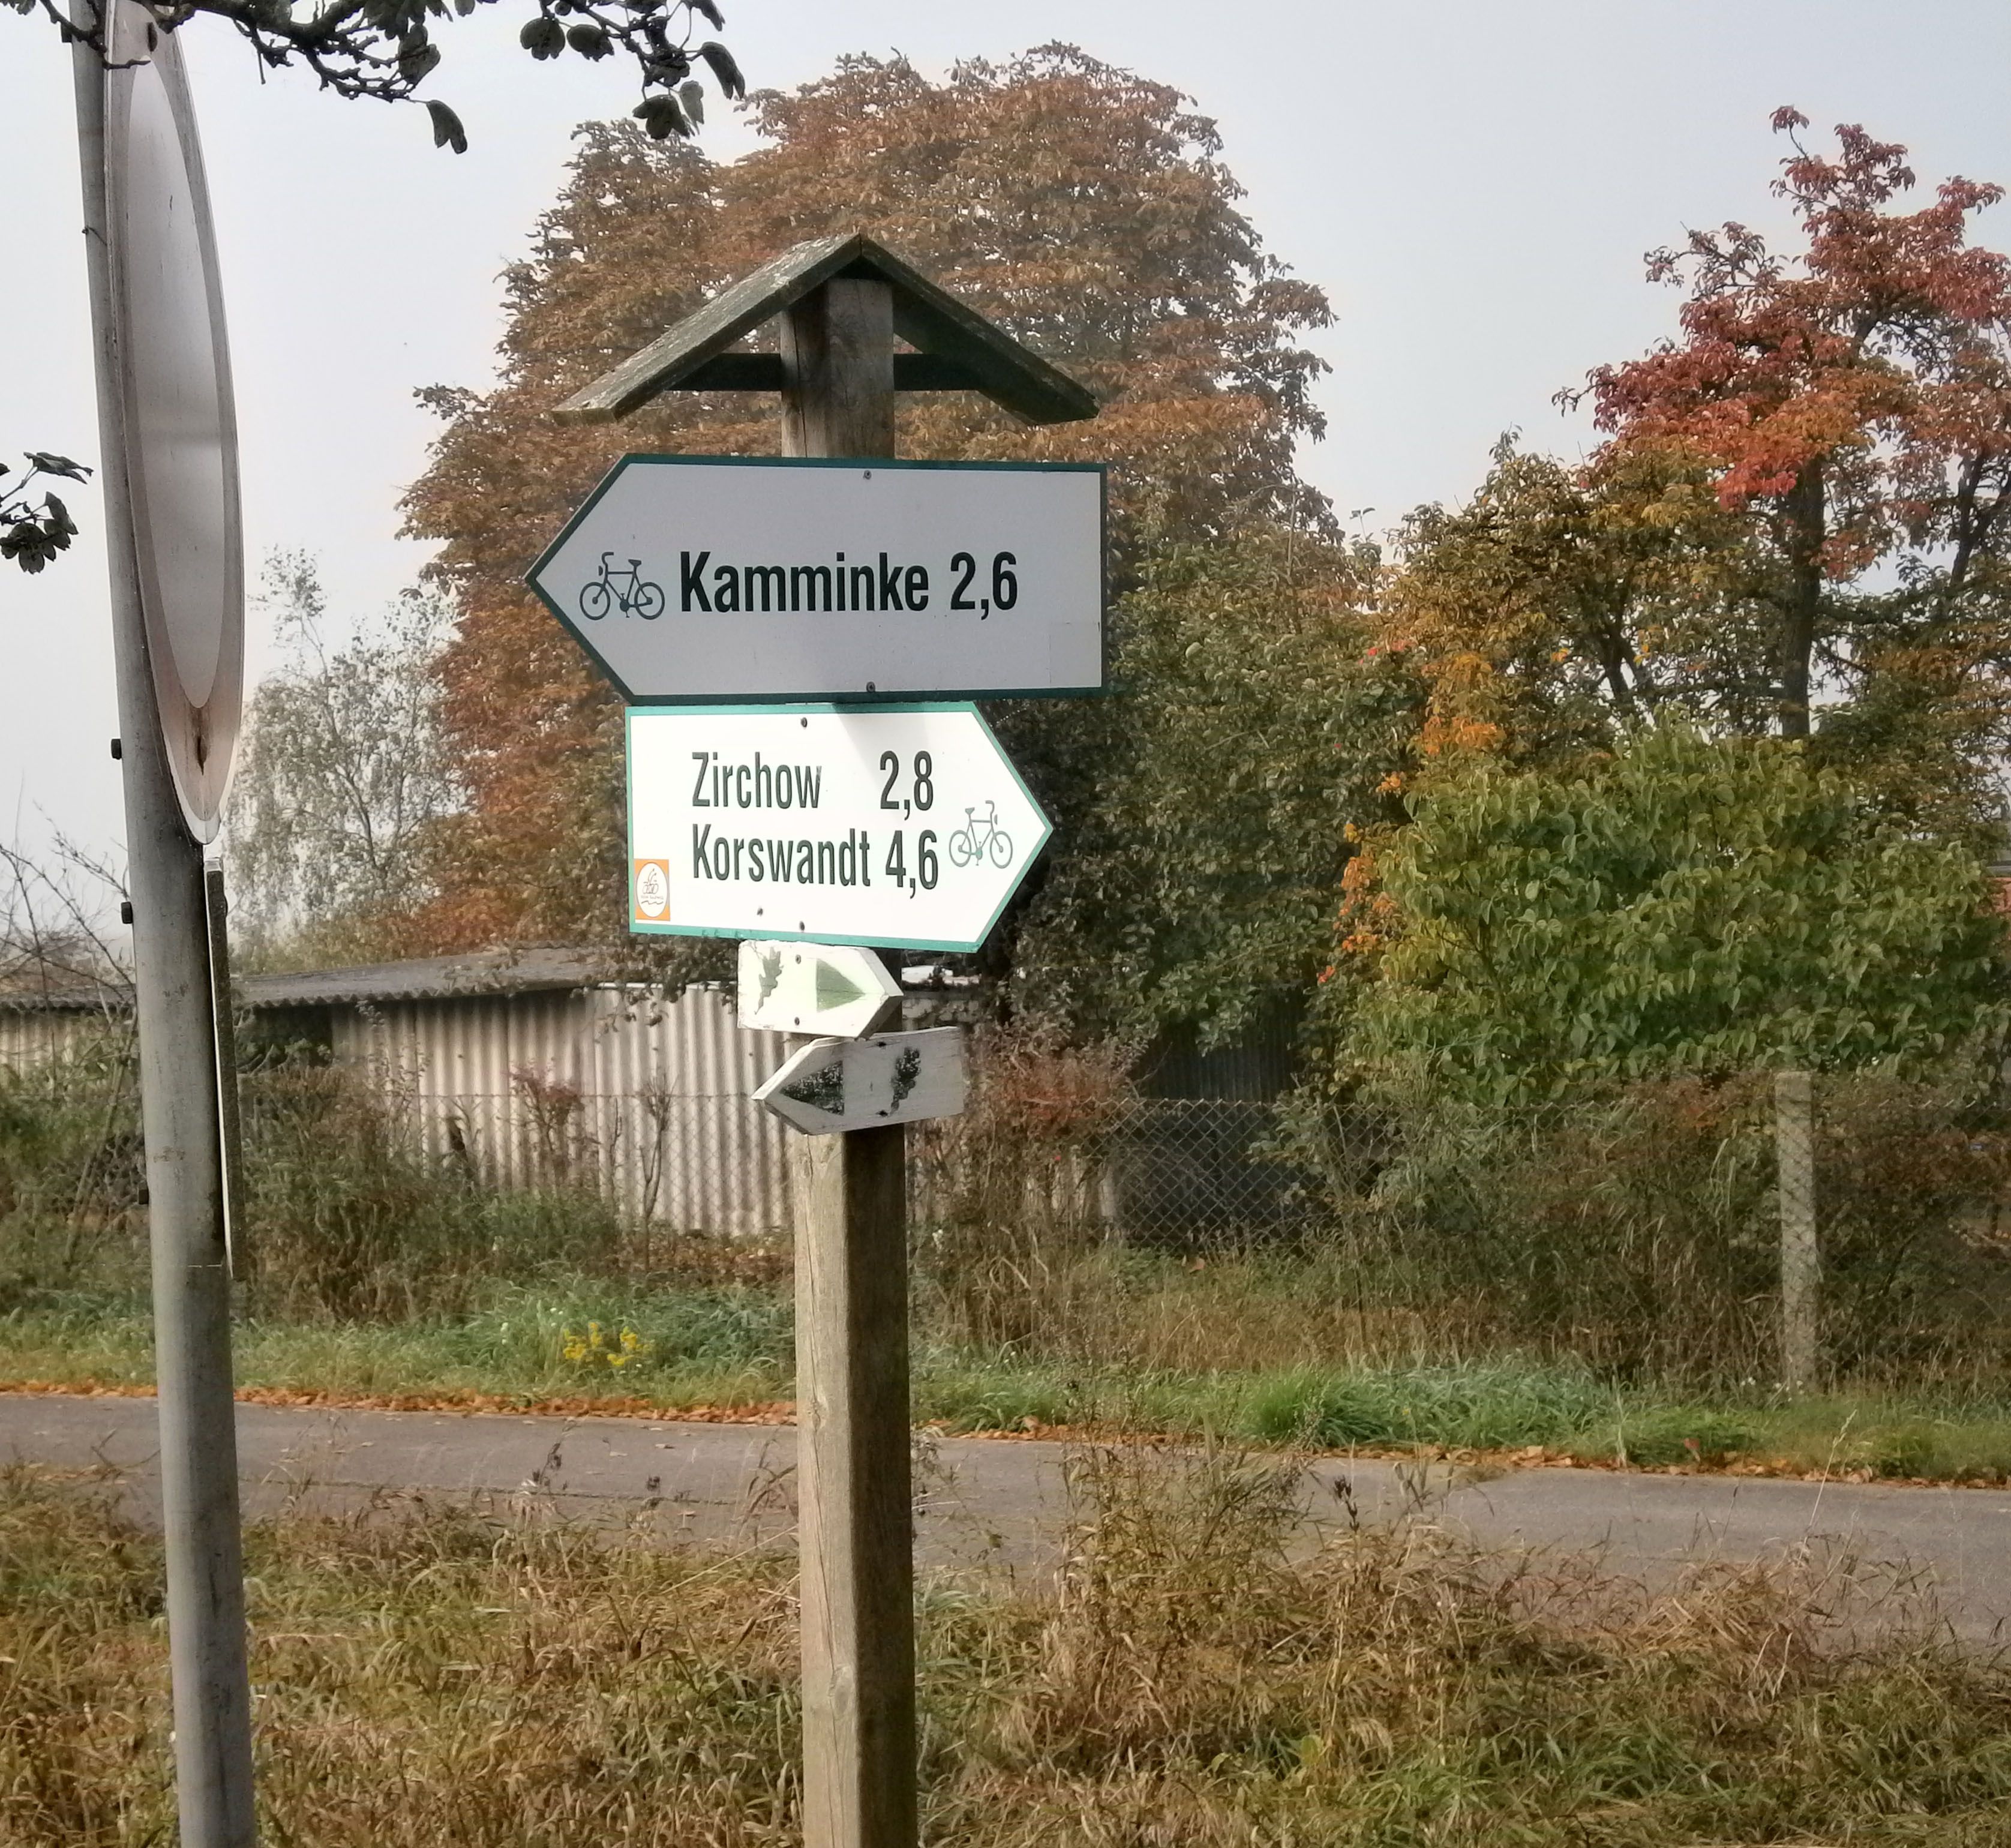 Kamminke 2,6
Zirchow 2,8
Korswandt 4,6